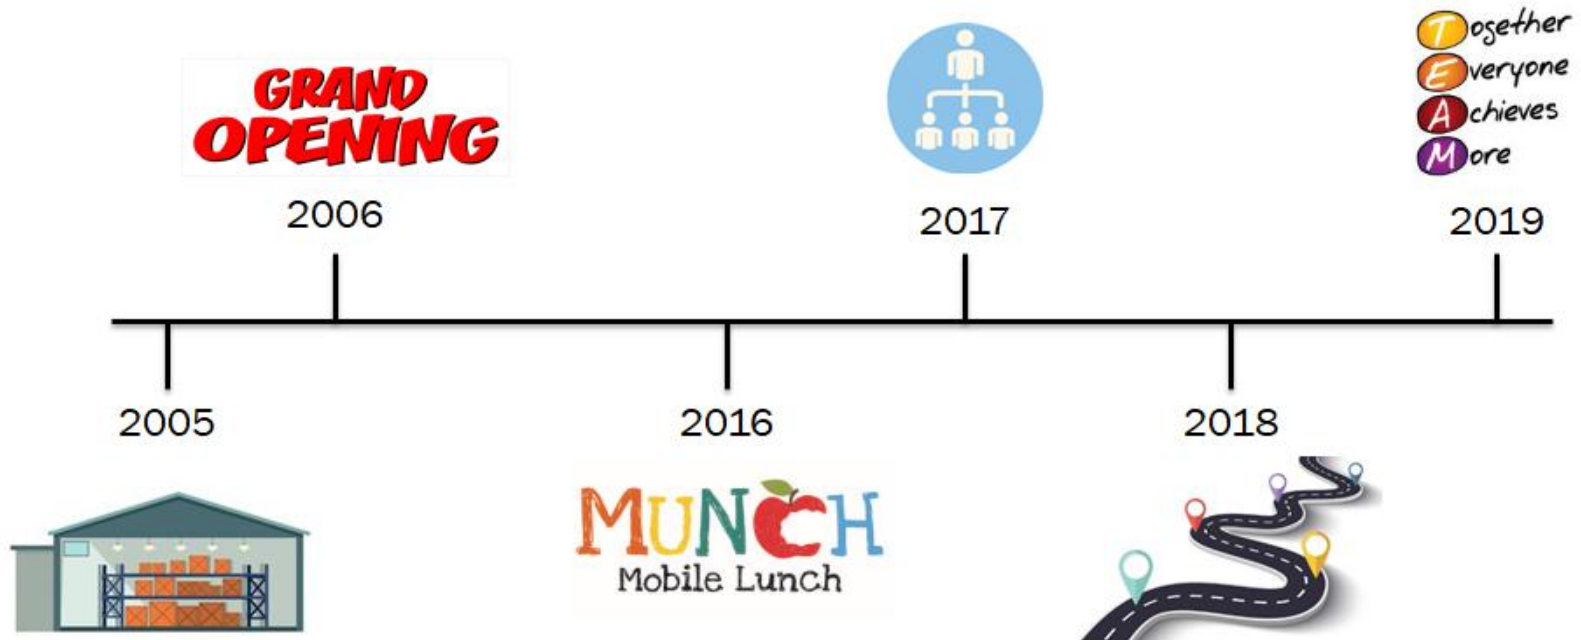 GRAND
OPENING
2006
2017
Together
Everyone
Achieves
More
2019
2005
2016
2018
MUNCH
Mobile Lunch